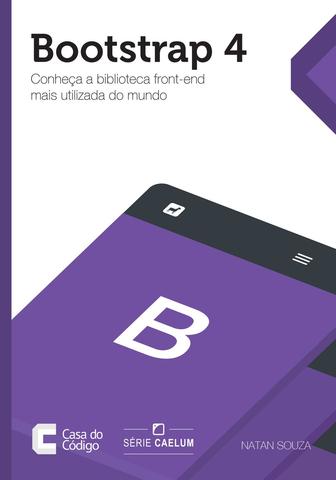 Bootstrap 4
Conheça a biblioteca front-end
mais utilizada do mundo
B
Casa do
Código
SÉRIE CAELUM
NATAN SOUZA